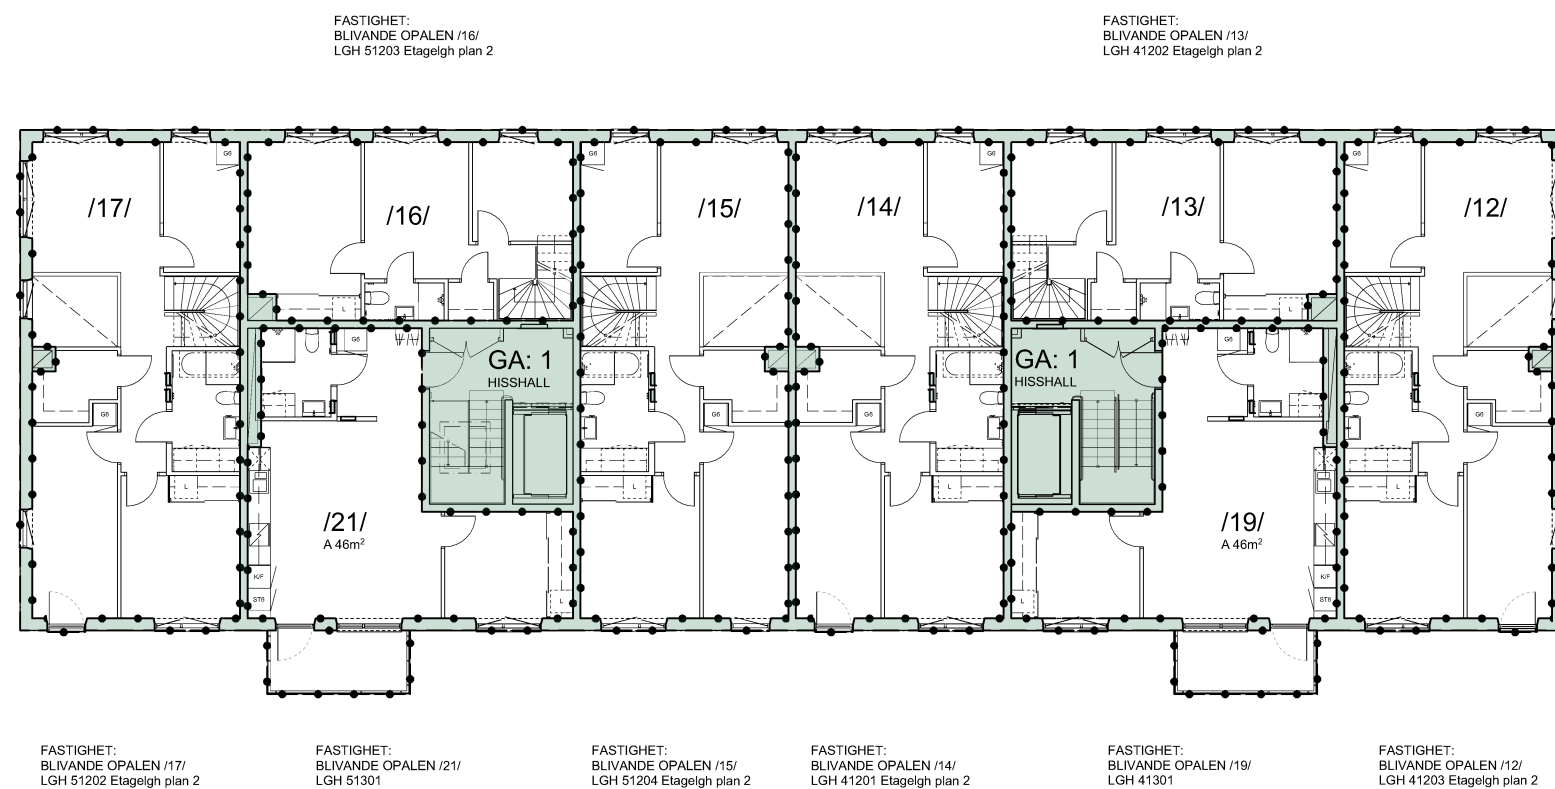 FASTIGHET:
BLIVANDE OPALEN /16/
LGH 51203 Etagelgh plan 2
FASTIGHET:
BLIVANDE OPALEN /13/
LGH 41202 Etagelgh plan 2
G6
G6
G6
G6
/17/
/16/
/15/
/14/
/13/
/12/
L
L
G6
G6
GA: 1
HISSHALL
GA: 1
HISSHALL
G6
G6
G6
G6
L
L
L
L
/21/
A 46m²
/19/
A 46m²
K/F
K/F
ST6
ST6
L
L
FASTIGHET:
BLIVANDE OPALEN /17/
LGH 51202 Etagelgh plan 2
FASTIGHET:
BLIVANDE OPALEN /21/
LGH 51301
FASTIGHET:
BLIVANDE OPALEN /15/
LGH 51204 Etagelgh plan 2
FASTIGHET:
BLIVANDE OPALEN /14/
LGH 41201 Etagelgh plan 2
FASTIGHET:
BLIVANDE OPALEN /19/
LGH 41301
FASTIGHET:
BLIVANDE OPALEN /12/
LGH 41203 Etagelgh plan 2